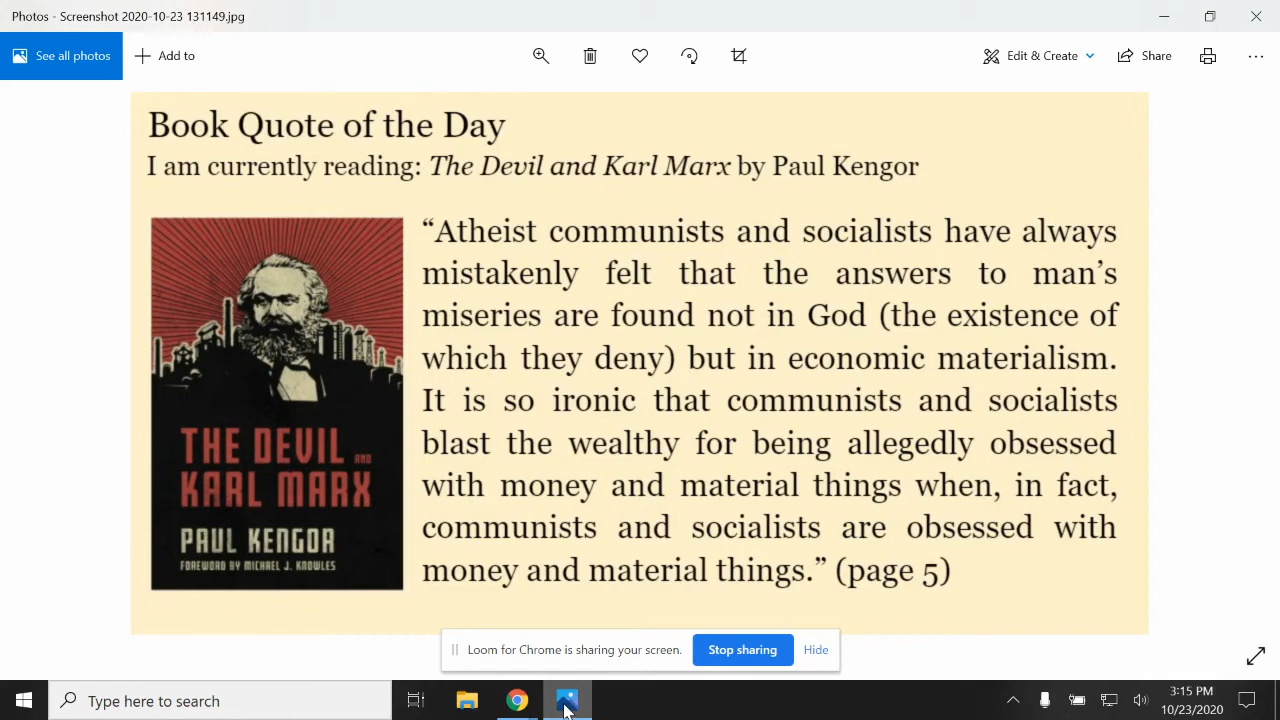 Photos - Screenshot 2020-10-23 131149.jpg
See all photos
Add to
Edit & Create
Share
Book Quote of the Day
I am currently reading: The Devil and Karl Marx by Paul Kengor
“Atheist communists and socialists have always
mistakenly felt that the answers to man’s
miseries are found not in God (the existence of
which they deny) but in economic materialism.
It is so ironic that communists and socialists
blast the wealthy for being allegedly obsessed
with money and material things when, in fact,
communists and socialists are obsessed with
money and material things.” (page 5)
THE DEVIL AND
KARL MARX
PAUL KENGOR
FOREWORD BY MICHAEL J. KNOWLES
Loom for Chrome is sharing your screen.
Stop sharing
Hide
Type here to search
3:15 PM
10/23/2020